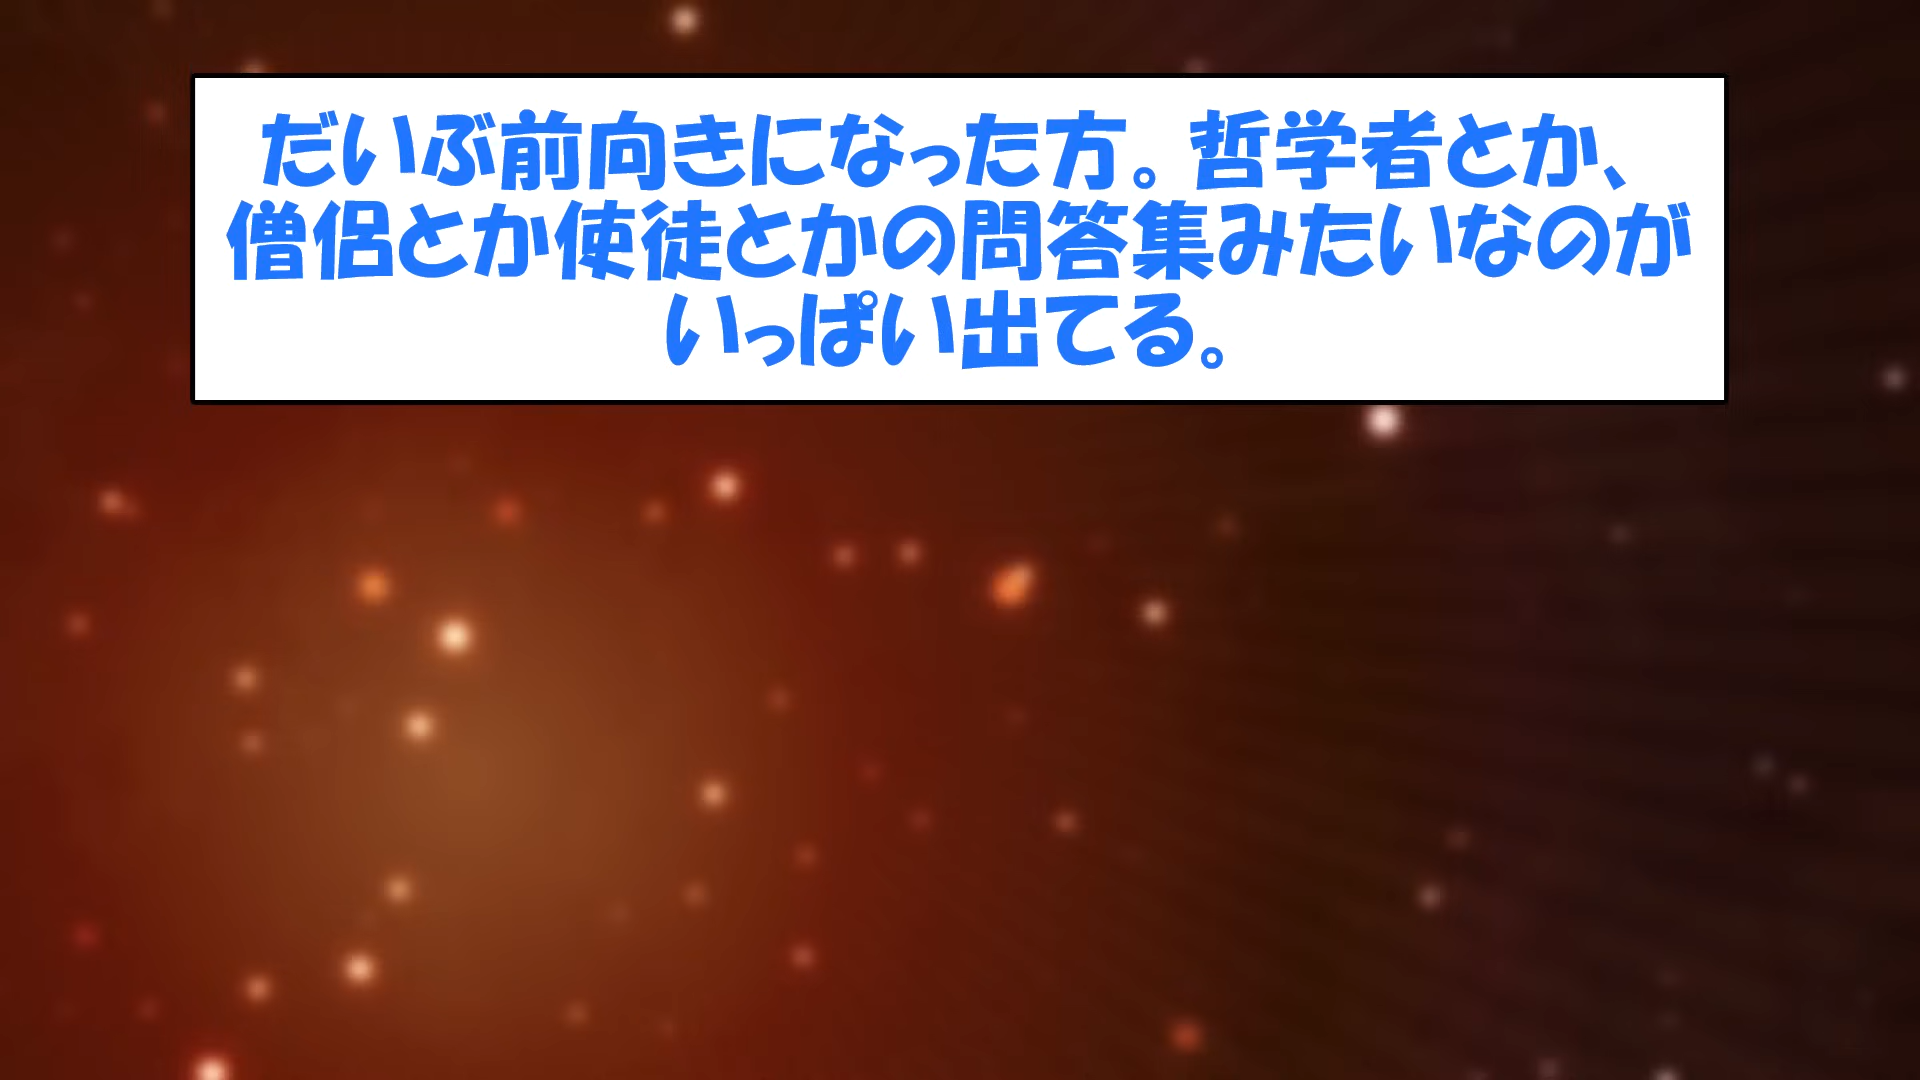 だいぶ前向きになった方。哲学者とか、
僧侶とか使徒とかの問答集みたいなのが
いっぱい出てる。